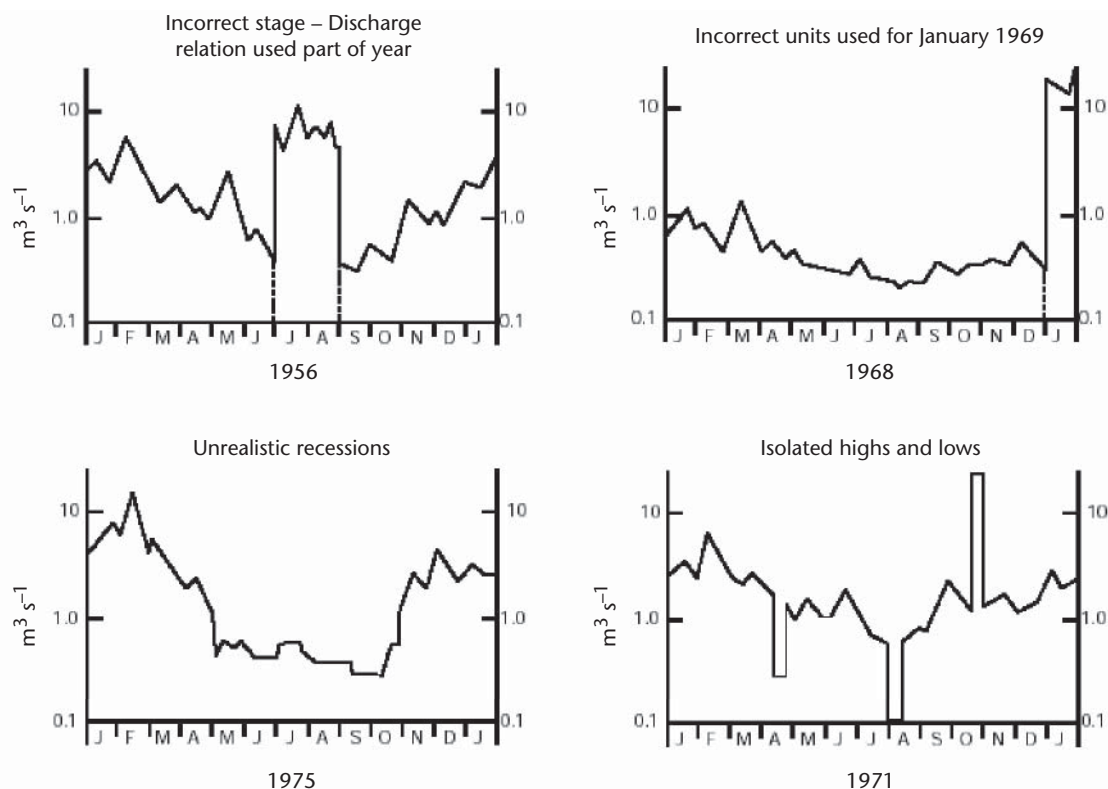 Incorrect stage – Discharge
relation used part of year
10
10
1.0
1.0
0.1
0.1
m³ s⁻¹
J F M A M J J A S O N D J
1956
Incorrect units used for January 1969
10
10
1.0
1.0
0.1
0.1
m³ s⁻¹
J F M A M J J A S O N D J
1968
Unrealistic recessions
10
10
1.0
1.0
0.1
0.1
m³ s⁻¹
J F M A M J J A S O N D J
1975
Isolated highs and lows
10
10
1.0
1.0
0.1
0.1
m³ s⁻¹
J F M A M J J A S O N D J
1971